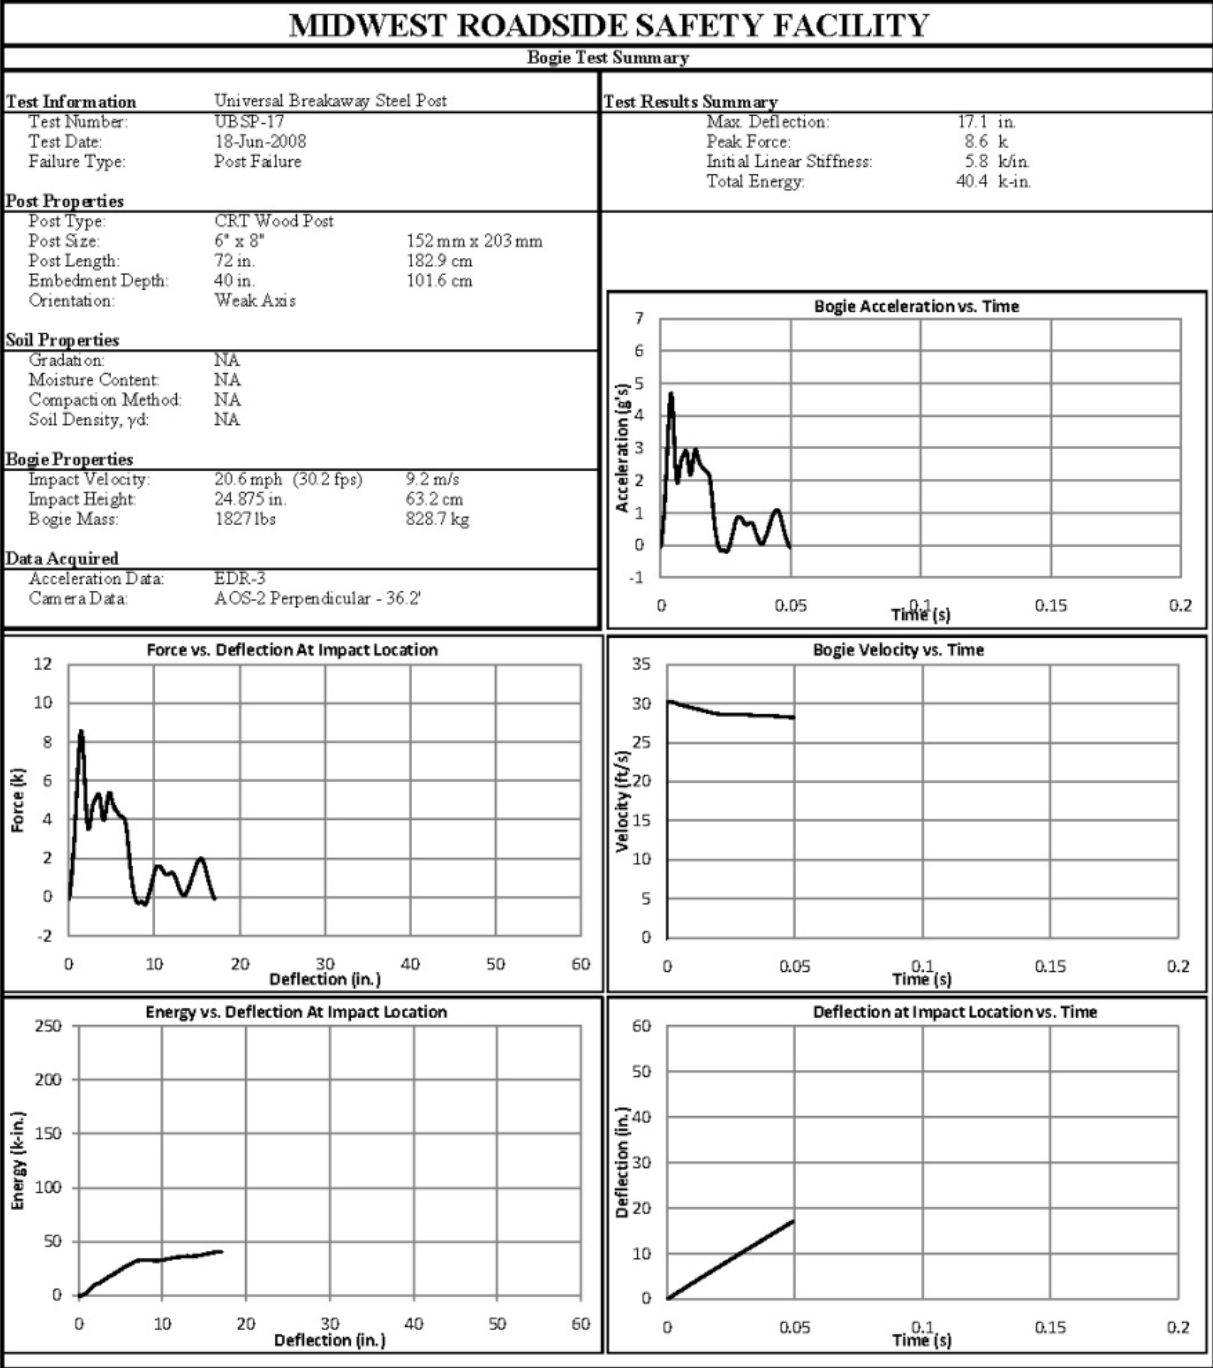 MIDWEST ROADSIDE SAFETY FACILITY
Bogie Test Summary
Test Information Universal Breakaway Steel Post
Test Number: UBSP-17
Test Date: 18-Jun-2008
Failure Type: Post Failure
Post Properties
Post Type: CRT Wood Post
Post Size: 6" x 8" 152 mm x 203 mm
Post Length: 72 in. 182.9 cm
Embedment Depth: 40 in. 101.6 cm
Orientation: Weak Axis
Soil Properties
Gradation: NA
Moisture Content: NA
Compaction Method: NA
Soil Density, γd: NA
Bogie Properties
Impact Velocity: 20.6 mph (30.2 fps) 9.2 m/s
Impact Height: 24.875 in. 63.2 cm
Bogie Mass: 1827 lbs 828.7 kg
Data Acquired
Acceleration Data: EDR-3
Camera Data: AOS-2 Perpendicular - 36.2'
Test Results Summary
Max. Deflection: 17.1 in.
Peak Force: 8.6 k
Initial Linear Stiffness: 5.8 k/in.
Total Energy: 40.4 k-in.
Bogie Acceleration vs. Time
Acceleration (g's)
7
6
5
4
3
2
1
0
-1
0 0.05 0.1 0.15 0.2
Time (s)
Force vs. Deflection At Impact Location
Force (k)
12
10
8
6
4
2
0
-2
0 10 20 30 40 50 60
Deflection (in.)
Bogie Velocity vs. Time
Velocity (ft/s)
35
30
25
20
15
10
5
0
0 0.05 0.1 0.15 0.2
Time (s)
Energy vs. Deflection At Impact Location
Energy (k-in.)
250
200
150
100
50
0
0 10 20 30 40 50 60
Deflection (in.)
Deflection at Impact Location vs. Time
Deflection (in.)
60
50
40
30
20
10
0
0 0.05 0.1 0.15 0.2
Time (s)